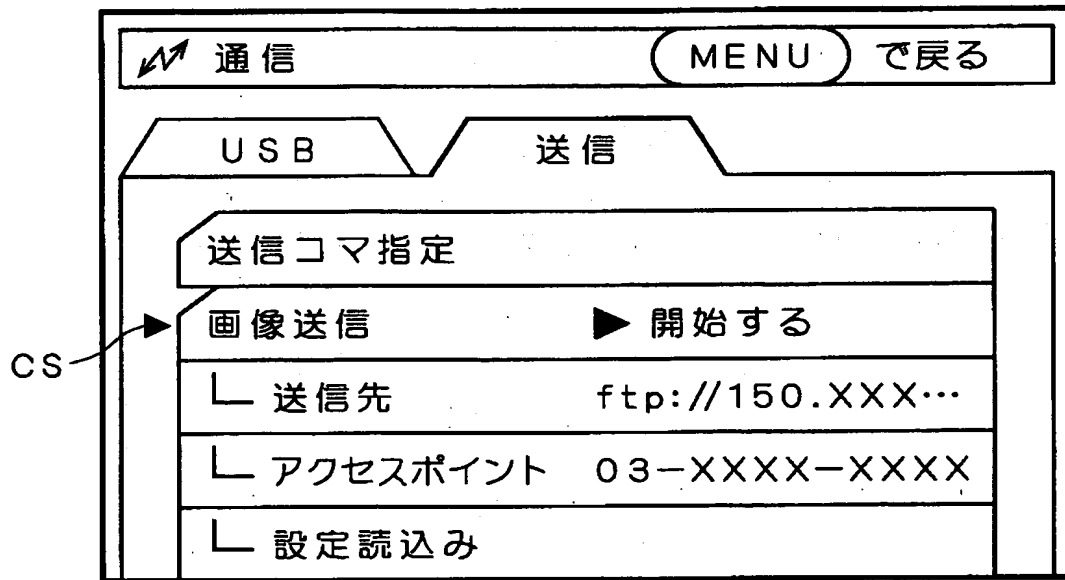 通信 MENU で戻る
USB 送信
送信コマ指定
画像送信 ▶ 開始する
CS
送信先 ftp://150.XXX…
アクセスポイント 03-XXXX-XXXX
設定読込み